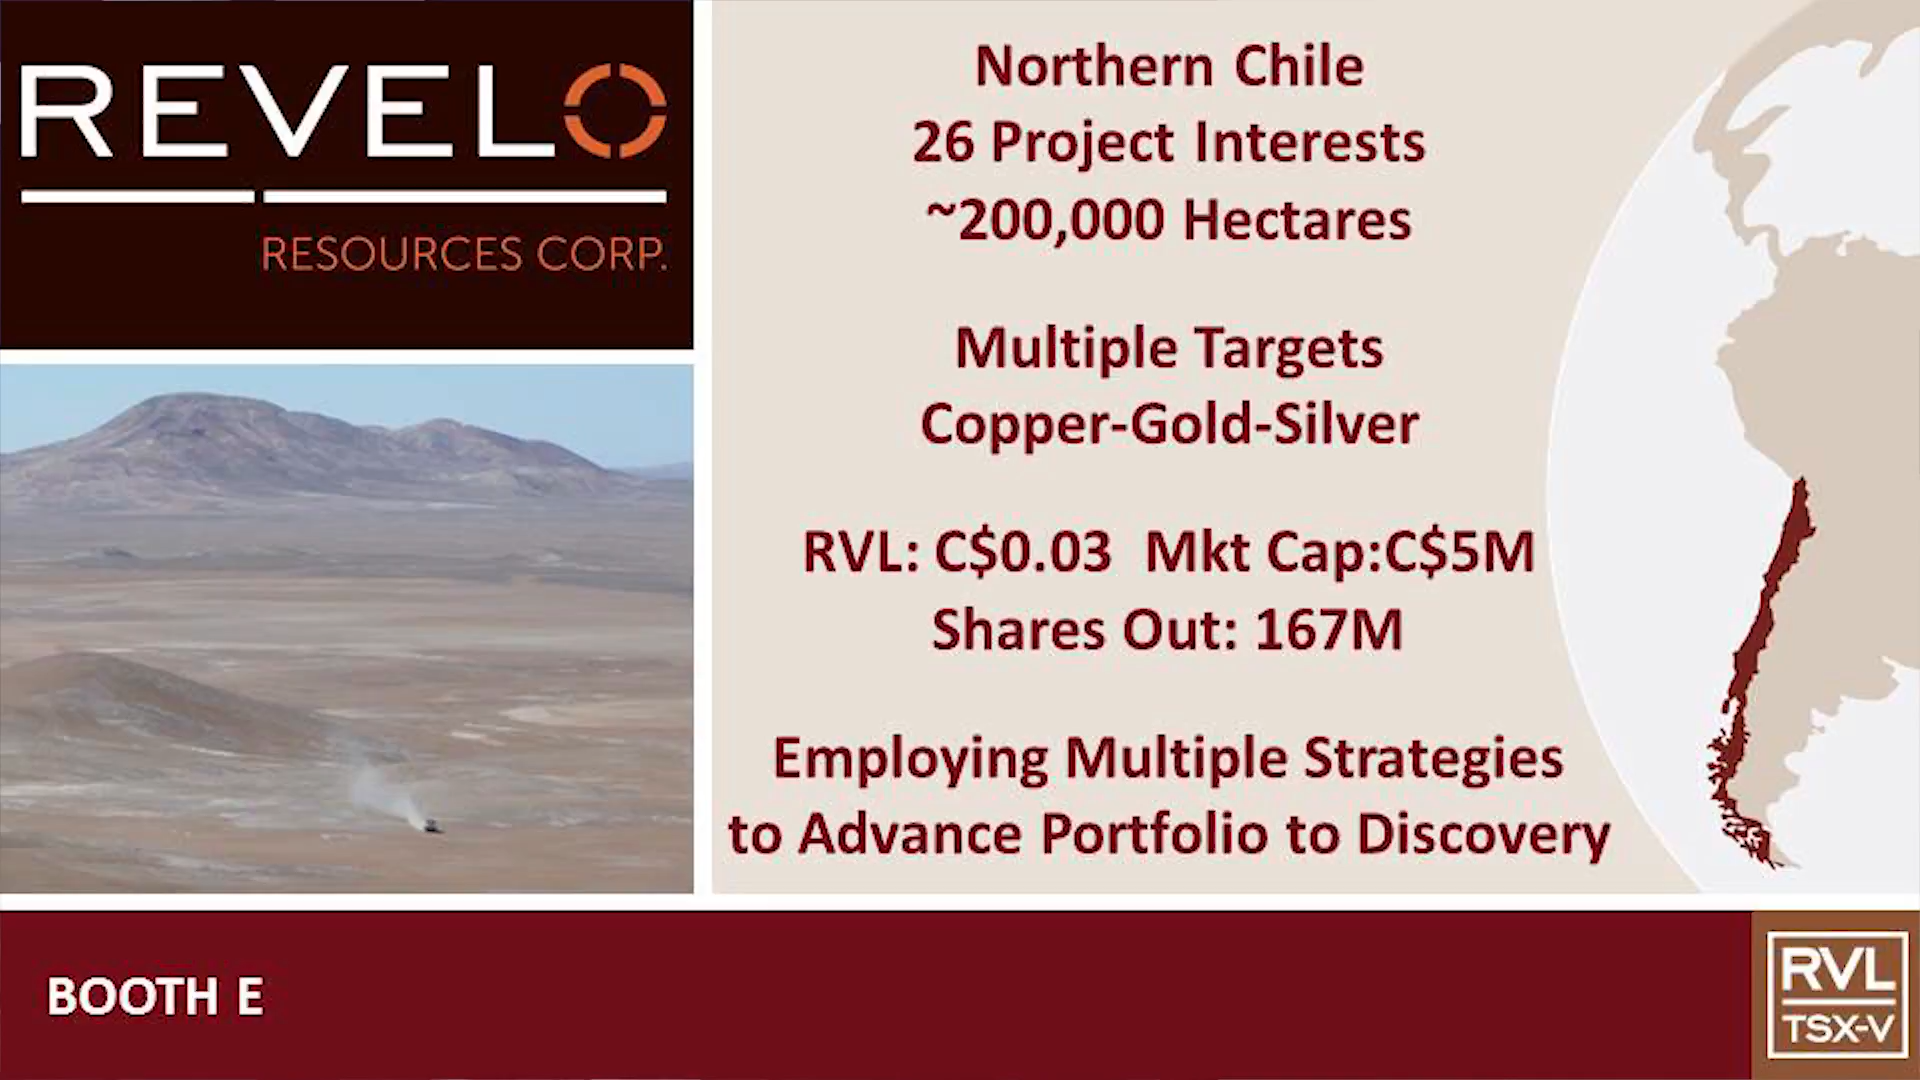 REVELO
RESOURCES CORP.
Northern Chile
26 Project Interests
~200,000 Hectares
Multiple Targets
Copper-Gold-Silver
RVL: C$0.03 Mkt Cap:C$5M
Shares Out: 167M
Employing Multiple Strategies
to Advance Portfolio to Discovery
BOOTH E
RVL
TSX-V